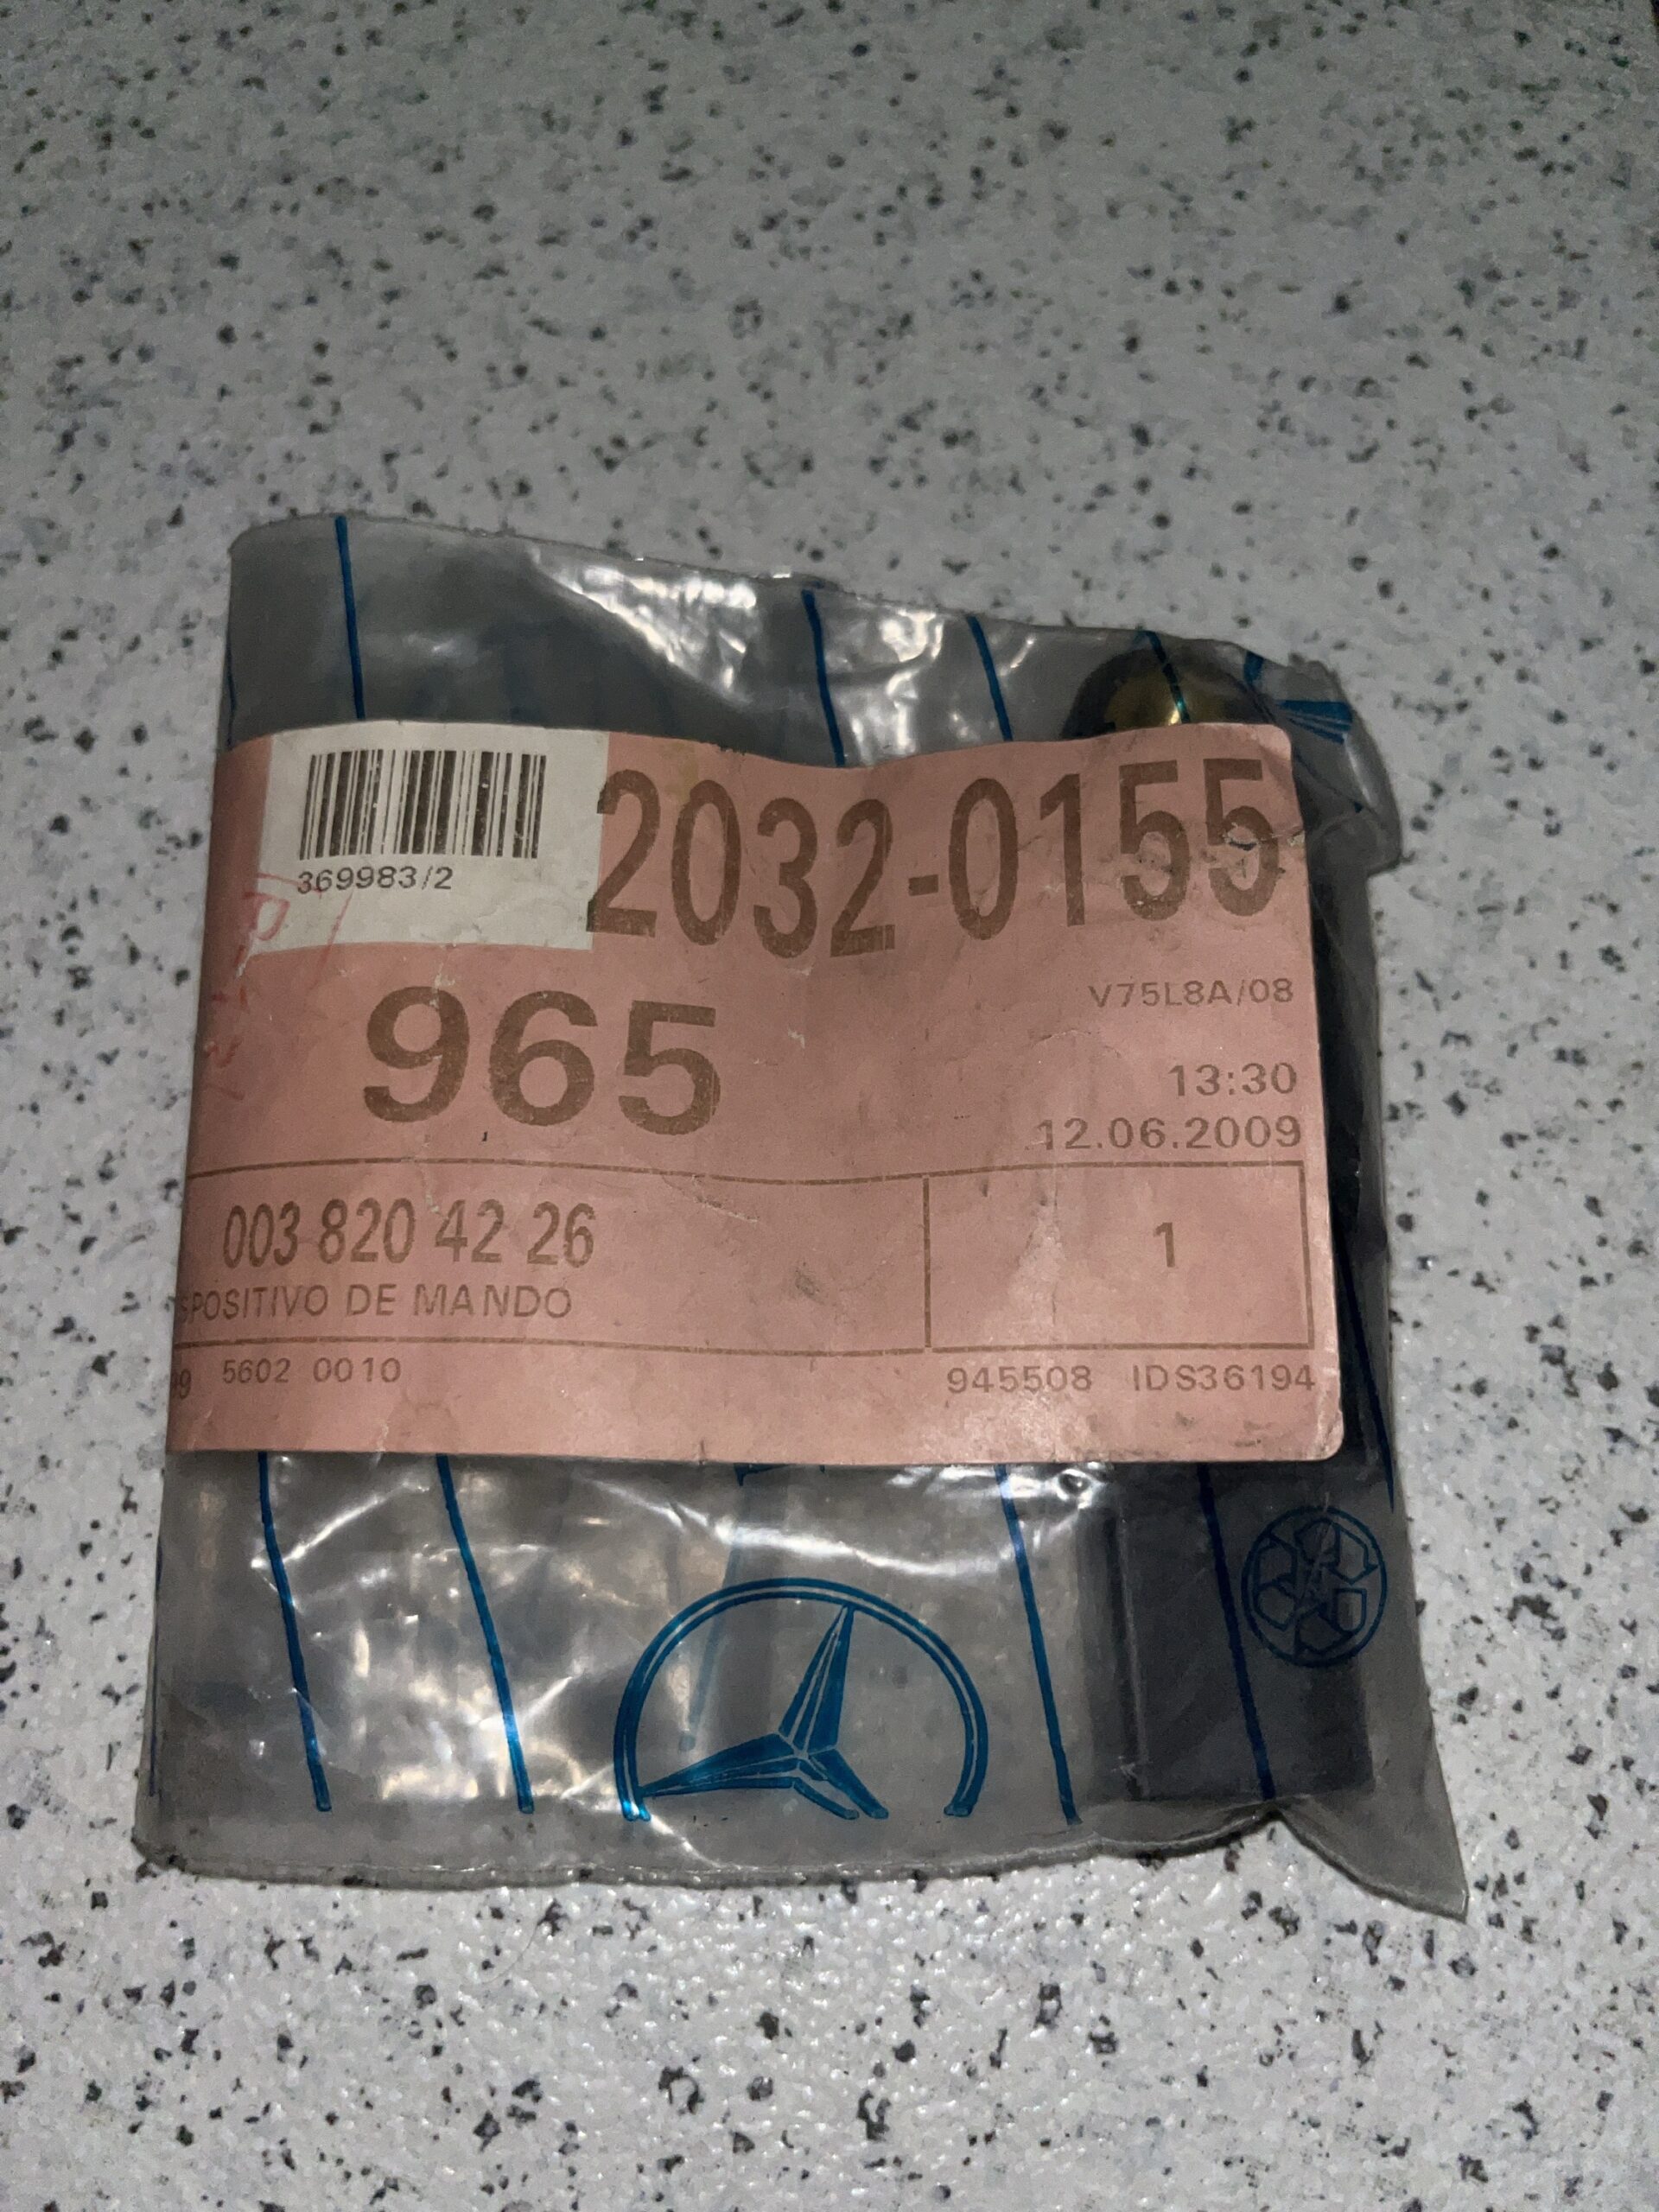 2032-0155
369983/2
965
V75L8A/08
13:30
12.06.2009
003 820 42 26
1
SPOSITIVO DE MANDO
9 5602 0010
945508 IDS36194